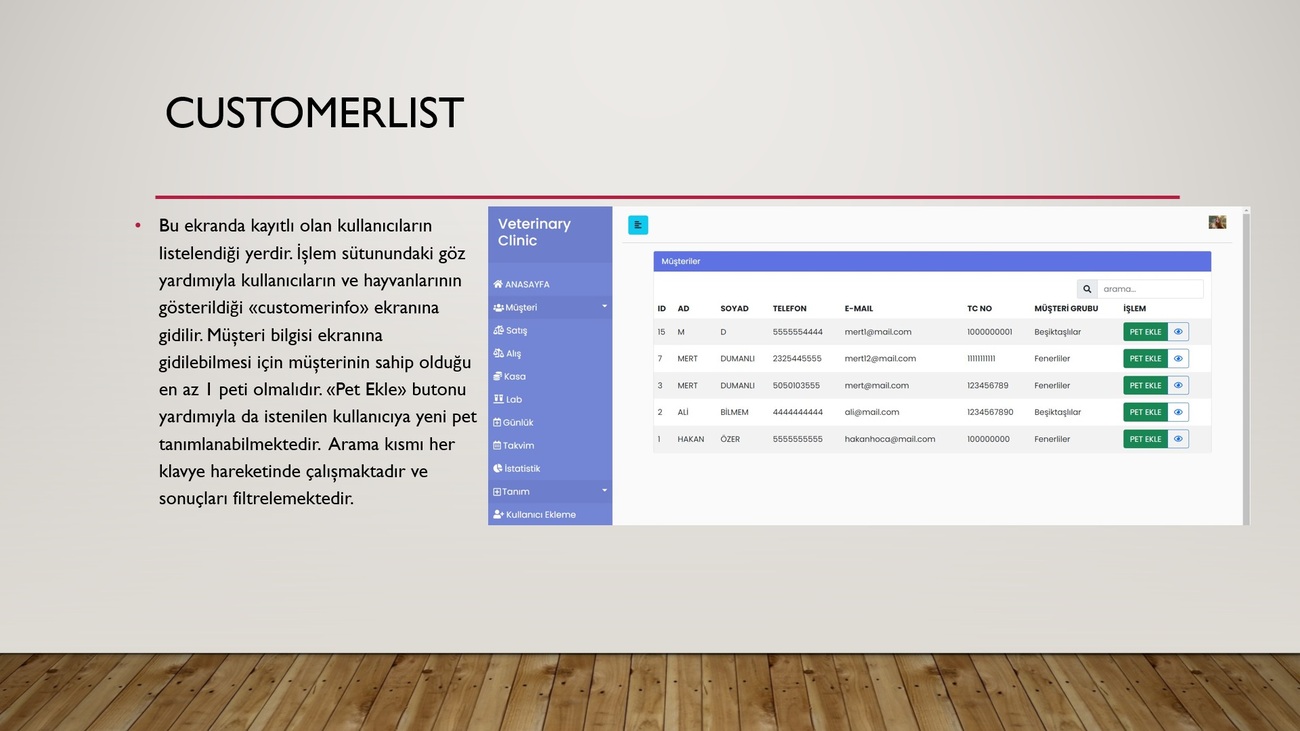 CUSTOMERLIST
• Bu ekranda kayıtlı olan kullanıcıların
listelendiği yerdir. İşlem sütunundaki göz
yardımıyla kullanıcıların ve hayvanlarının
gösterildiği «customerinfo» ekranına
gidilir. Müşteri bilgisi ekranına
gidilebilmesi için müşterinin sahip olduğu
en az 1 peti olmalıdır. «Pet Ekle» butonu
yardımıyla da istenilen kullanıcıya yeni pet
tanımlanabilmektedir. Arama kısmı her
klavye hareketinde çalışmaktadır ve
sonuçları filtrelemektedir.
Veterinary
Clinic
ANASAYFA
Müşteri
Satış
Alış
Kasa
Lab
Günlük
Takvim
İstatistik
Tanım
Kullanıcı Ekleme
Müşteriler
arama...
ID AD SOYAD TELEFON E-MAIL TC NO MÜŞTERİ GRUBU İŞLEM
15 M D 5555554444 mert1@mail.com 1000000001 Beşiktaşlılar PET EKLE
7 MERT DUMANLI 2325445555 mert12@mail.com 11111111111 Fenerliler PET EKLE
3 MERT DUMANLI 5050103555 mert@mail.com 123456789 Fenerliler PET EKLE
2 ALİ BİLMEM 4444444444 ali@mail.com 1234567890 Beşiktaşlılar PET EKLE
1 HAKAN ÖZER 5555555555 hakanhoca@mail.com 100000000 Fenerliler PET EKLE